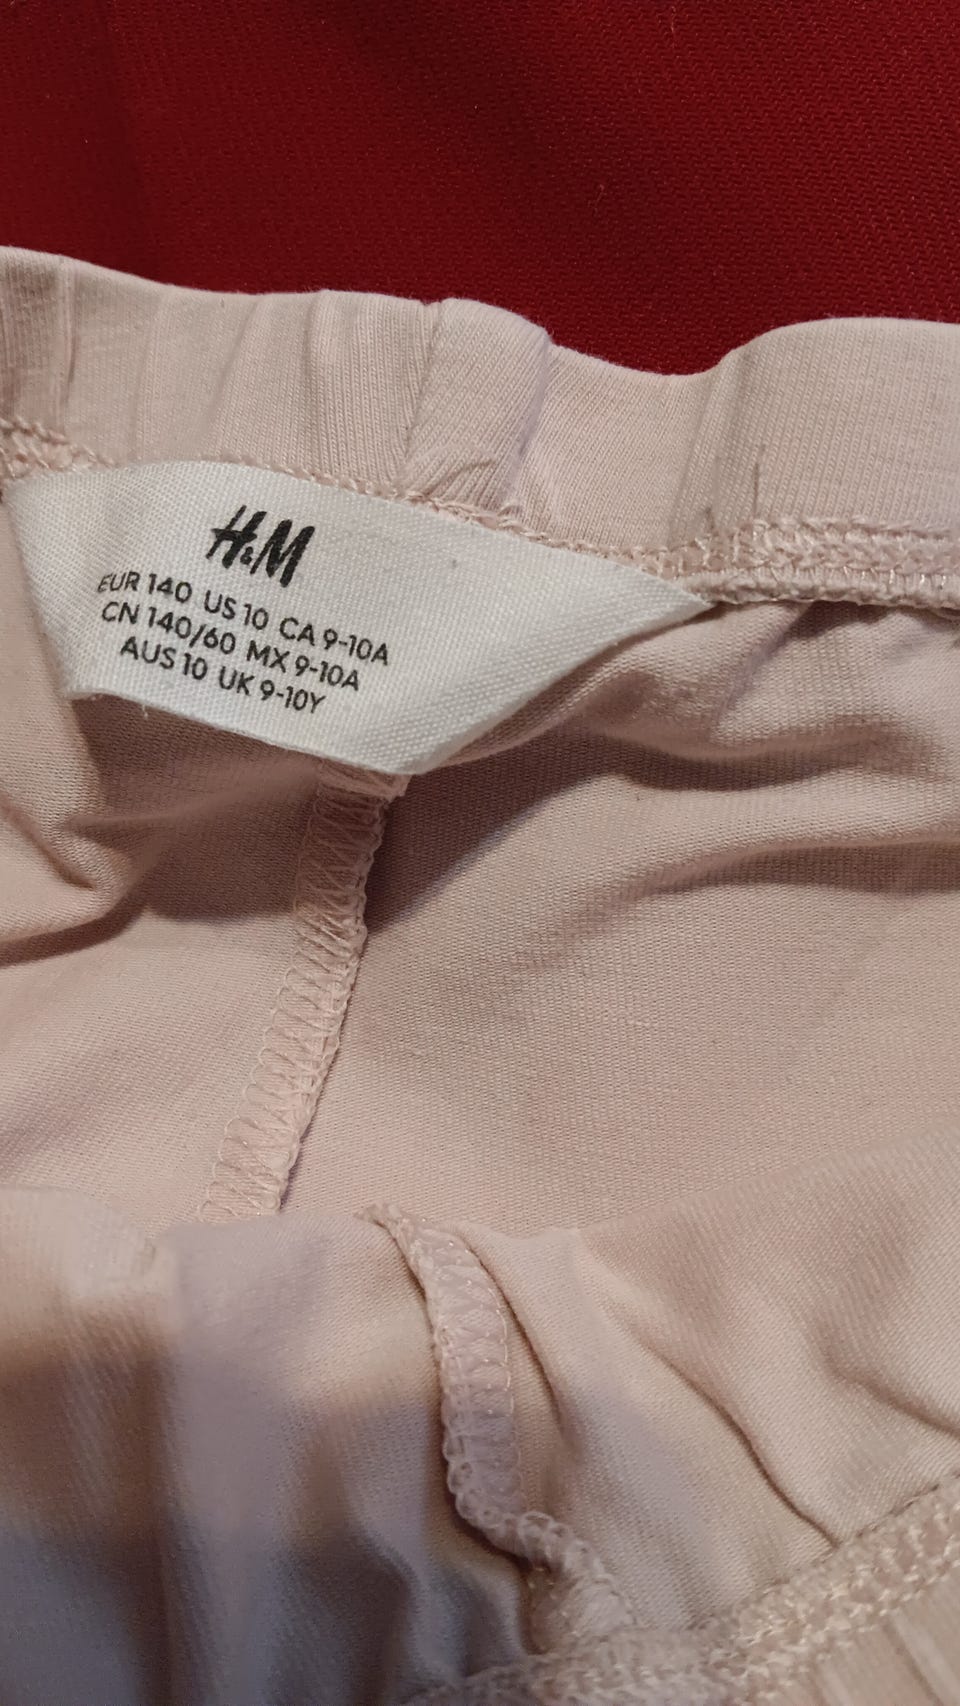 H&M
EUR 140 US 10 CA 9-10A
CN 140/60 MX 9-10A
AUS 10 UK 9-10Y